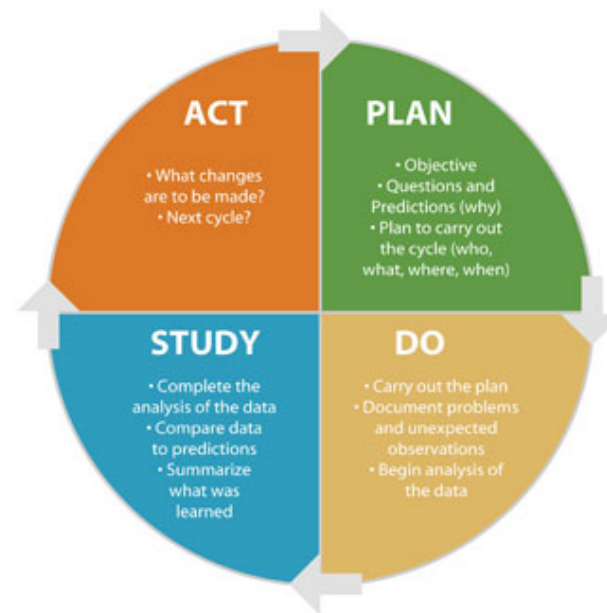 ACT
• What changes
are to be made?
• Next cycle?
PLAN
• Objective
• Questions and
Predictions (why)
• Plan to carry out
the cycle (who,
what, where, when)
STUDY
• Complete the
analysis of the data
• Compare data
to predictions
• Summarize
what was
learned
DO
• Carry out the plan
• Document problems
and unexpected
observations
• Begin analysis of
the data